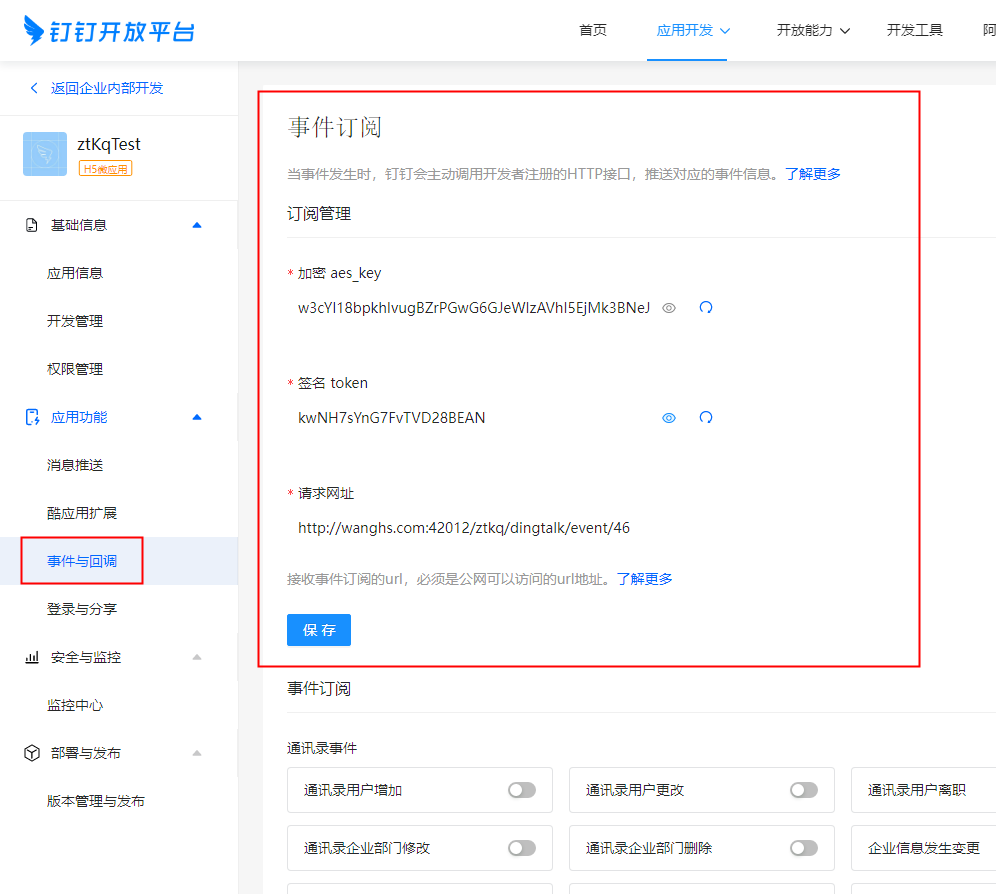 钉钉开放平台
首页 应用开发 开放能力 开发工具 阿
返回企业内部开发
ztKqTest
H5微应用
基础信息
应用信息
开发管理
权限管理
应用功能
消息推送
酷应用扩展
事件与回调
登录与分享
安全与监控
监控中心
部署与发布
版本管理与发布
事件订阅
当事件发生时，钉钉会主动调用开发者注册的HTTP接口，推送对应的事件信息。了解更多
订阅管理
* 加密 aes_key
w3cYI18bpkhIvugBZrPGwG6GJeWIzAVhI5EjMk3BNeJ
* 签名 token
kwNH7sYnG7FvTVD28BEAN
* 请求网址
http://wanghs.com:42012/ztkq/dingtalk/event/46
接收事件订阅的url，必须是公网可以访问的url地址。了解更多
保 存
事件订阅
通讯录事件
通讯录用户增加 通讯录用户更改 通讯录用户离职
通讯录企业部门修改 通讯录企业部门删除 企业信息发生变更